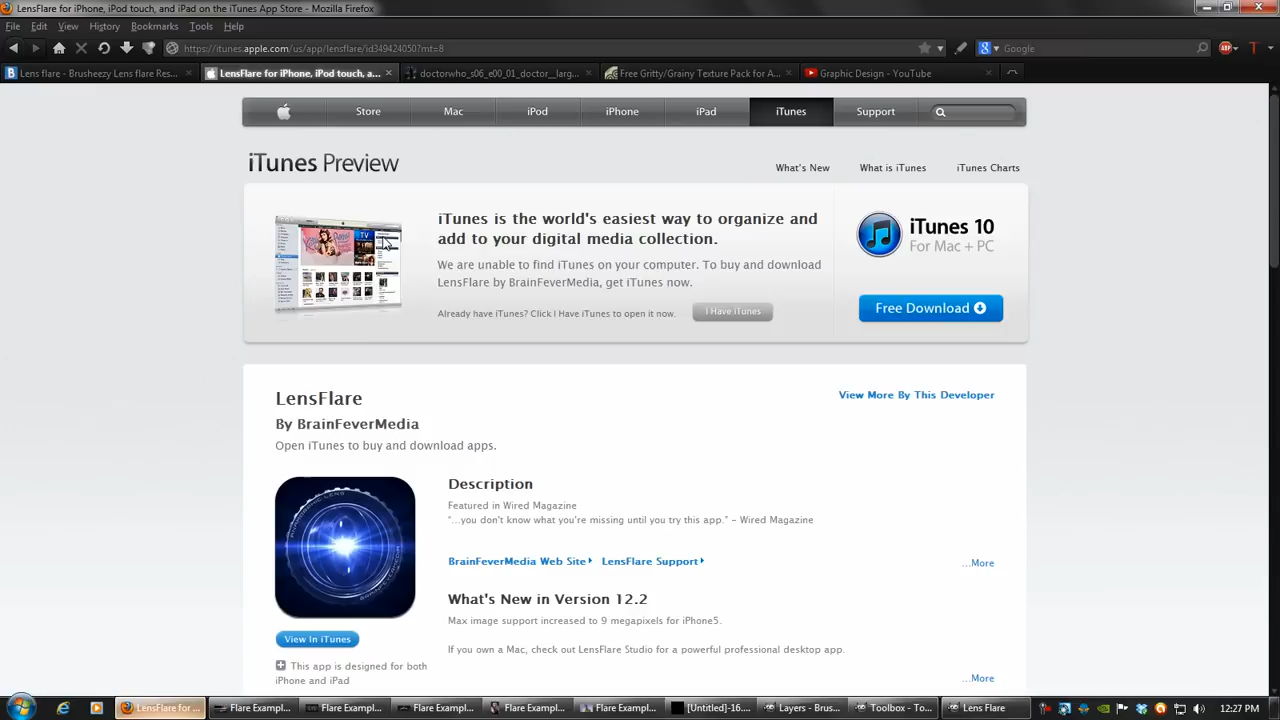 LensFlare for iPhone, iPod touch, and iPad on the iTunes App Store - Mozilla Firefox
File Edit View History Bookmarks Tools Help
https://itunes.apple.com/us/app/lensflare/id349424050?mt=8
Google
ABP
Lens flare - Brusheezy Lens flare Res...
LensFlare for iPhone, iPod touch, a...
doctorwho_s06_e00_01_doctor__larg...
Free Gritty/Grainy Texture Pack for A...
Graphic Design - YouTube
Store Mac iPod iPhone iPad iTunes Support
iTunes Preview
What's New What is iTunes iTunes Charts
iTunes is the world's easiest way to organize and
add to your digital media collection.
We are unable to find iTunes on your computer. To buy and download
LensFlare by BrainFeverMedia, get iTunes now.
Already have iTunes? Click I Have iTunes to open it now.
I Have iTunes
iTunes 10
For Mac + PC
Free Download
LensFlare
View More By This Developer
By BrainFeverMedia
Open iTunes to buy and download apps.
Description
Featured in Wired Magazine
"...you don't know what you're missing until you try this app." - Wired Magazine
BrainFeverMedia Web Site LensFlare Support
...More
What's New in Version 12.2
Max image support increased to 9 megapixels for iPhone5.
If you own a Mac, check out LensFlare Studio for a powerful professional desktop app.
...More
View In iTunes
This app is designed for both
iPhone and iPad
LensFlare for ...
Flare Exampl...
Flare Exampl...
Flare Exampl...
Flare Exampl...
Flare Exampl...
[Untitled]-16....
Layers - Bru...
Toolbox - To...
Lens Flare
12:27 PM